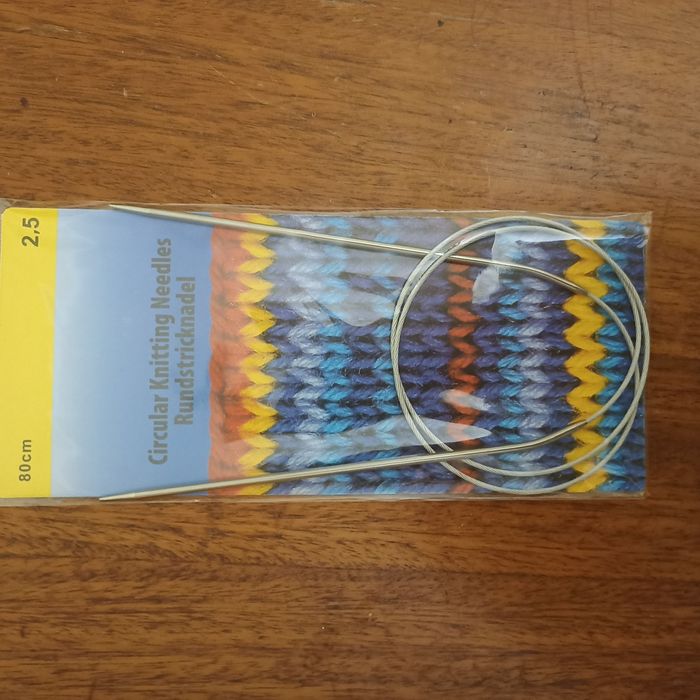 80cm
2,5
Circular Knitting Needles
Rundstricknadel